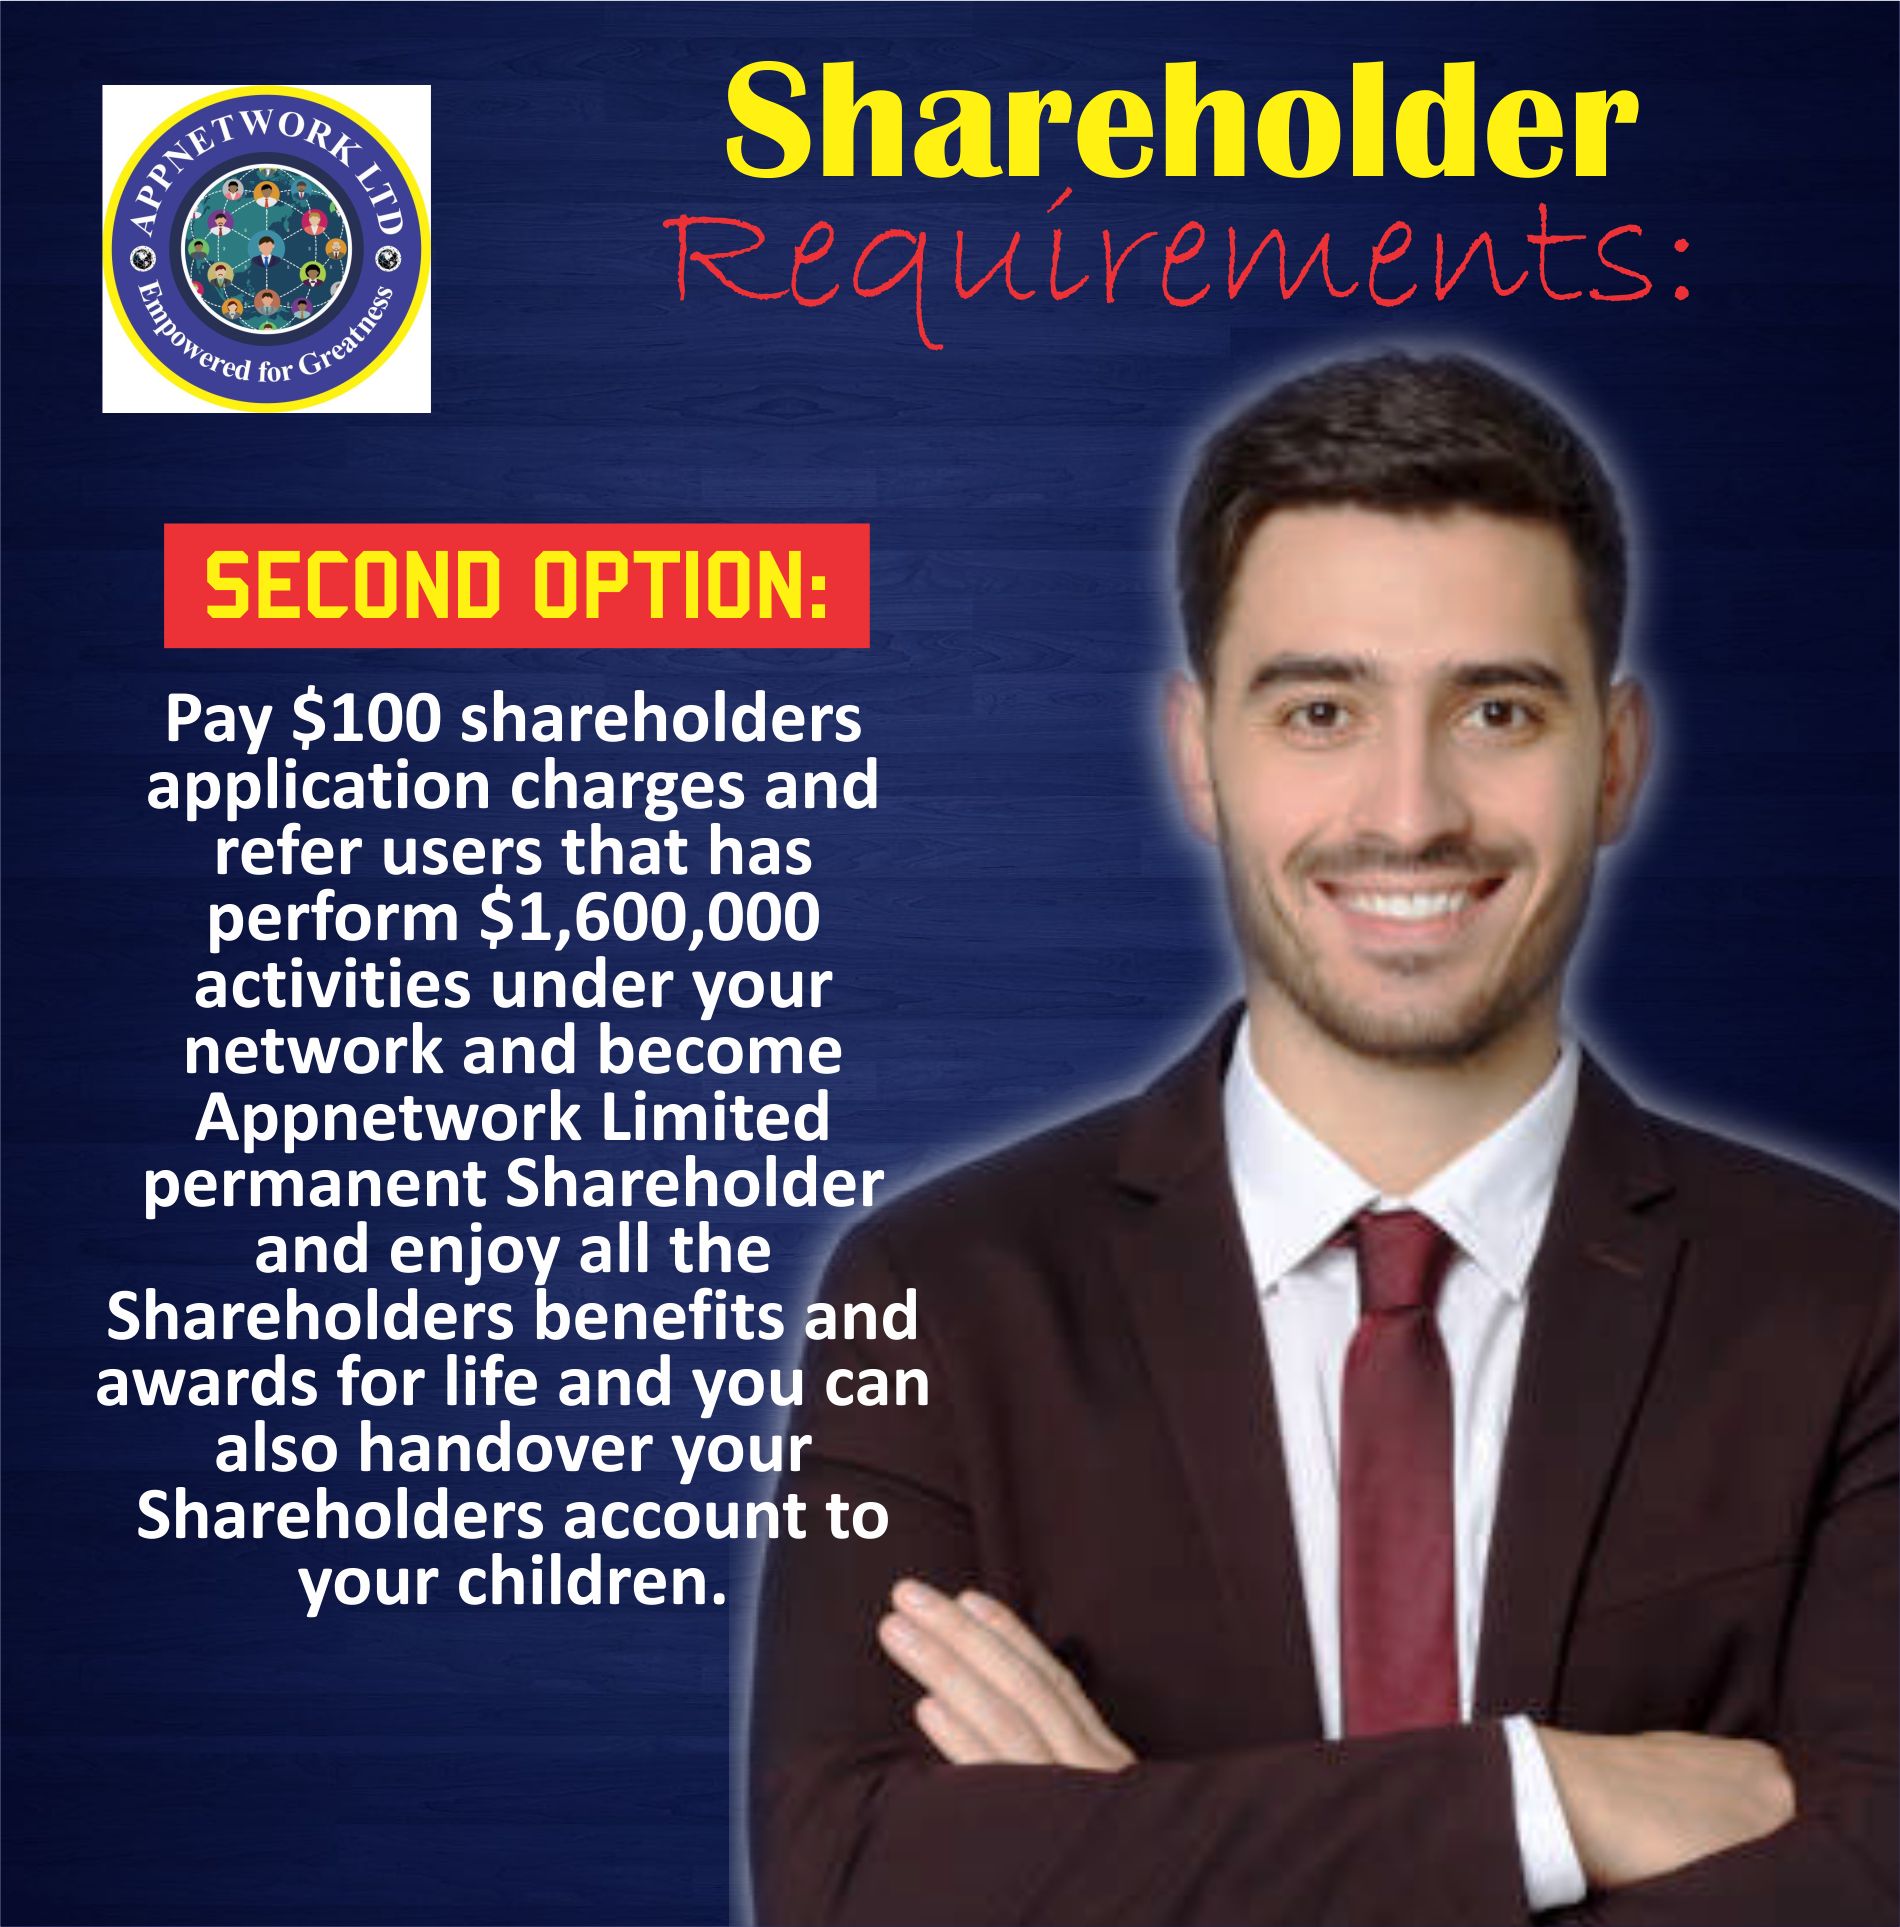 APPNETWORK LTD
Empowered for Greatness
Shareholder
Requirements:
SECOND OPTION:
Pay $100 shareholders
application charges and
refer users that has
perform $1,600,000
activities under your
network and become
Appnetwork Limited
permanent Shareholder
and enjoy all the
Shareholders benefits and
awards for life and you can
also handover your
Shareholders account to
your children.